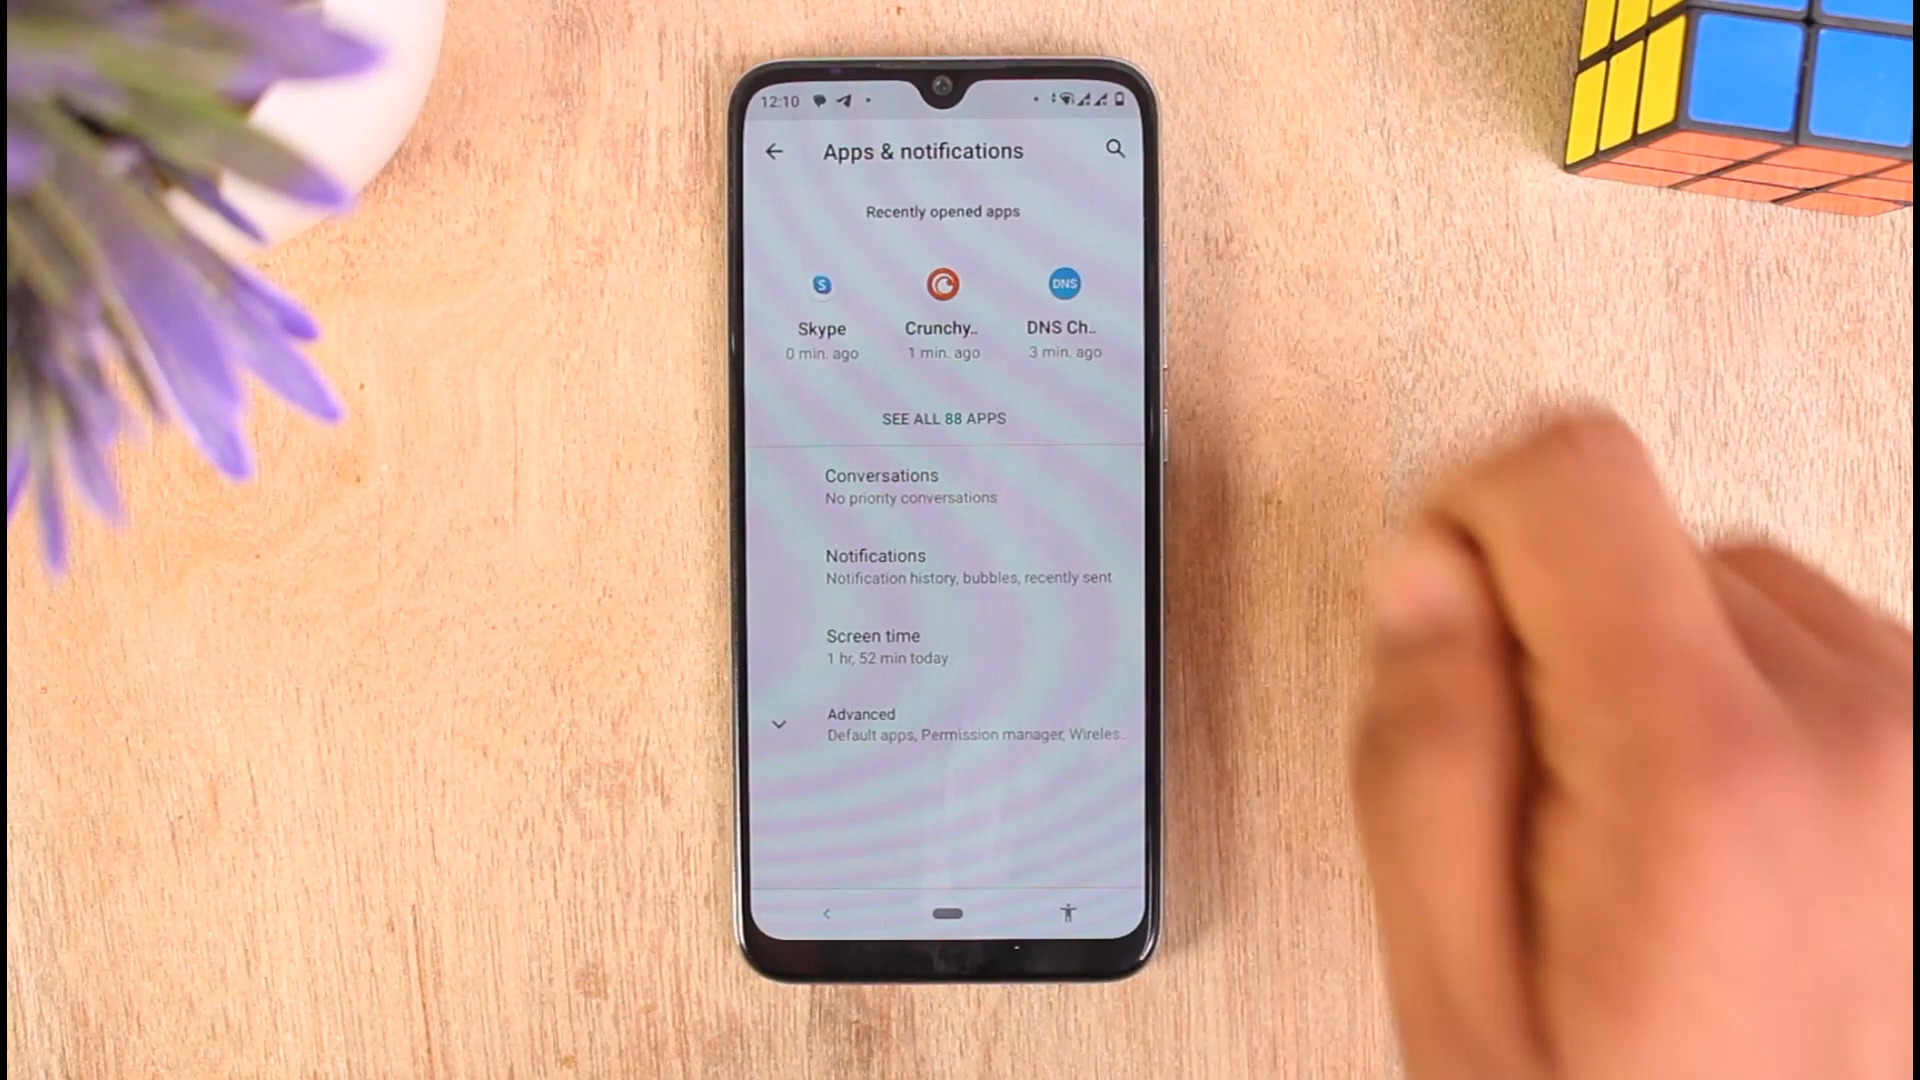 12:10
Apps & notifications
Recently opened apps
S
DNS
Skype
Crunchy..
DNS Ch..
0 min. ago
1 min. ago
3 min. ago
SEE ALL 88 APPS
Conversations
No priority conversations
Notifications
Notification history, bubbles, recently sent
Screen time
1 hr, 52 min today
Advanced
Default apps, Permission manager, Wireles..